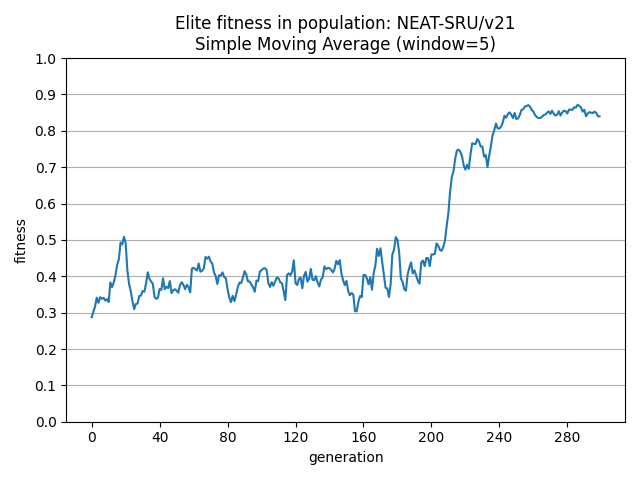 Elite fitness in population: NEAT-SRU/v21
Simple Moving Average (window=5)
1.0
0.9
0.8
0.7
0.6
0.5
0.4
0.3
0.2
0.1
0.0
fitness
0 40 80 120 160 200 240 280
generation